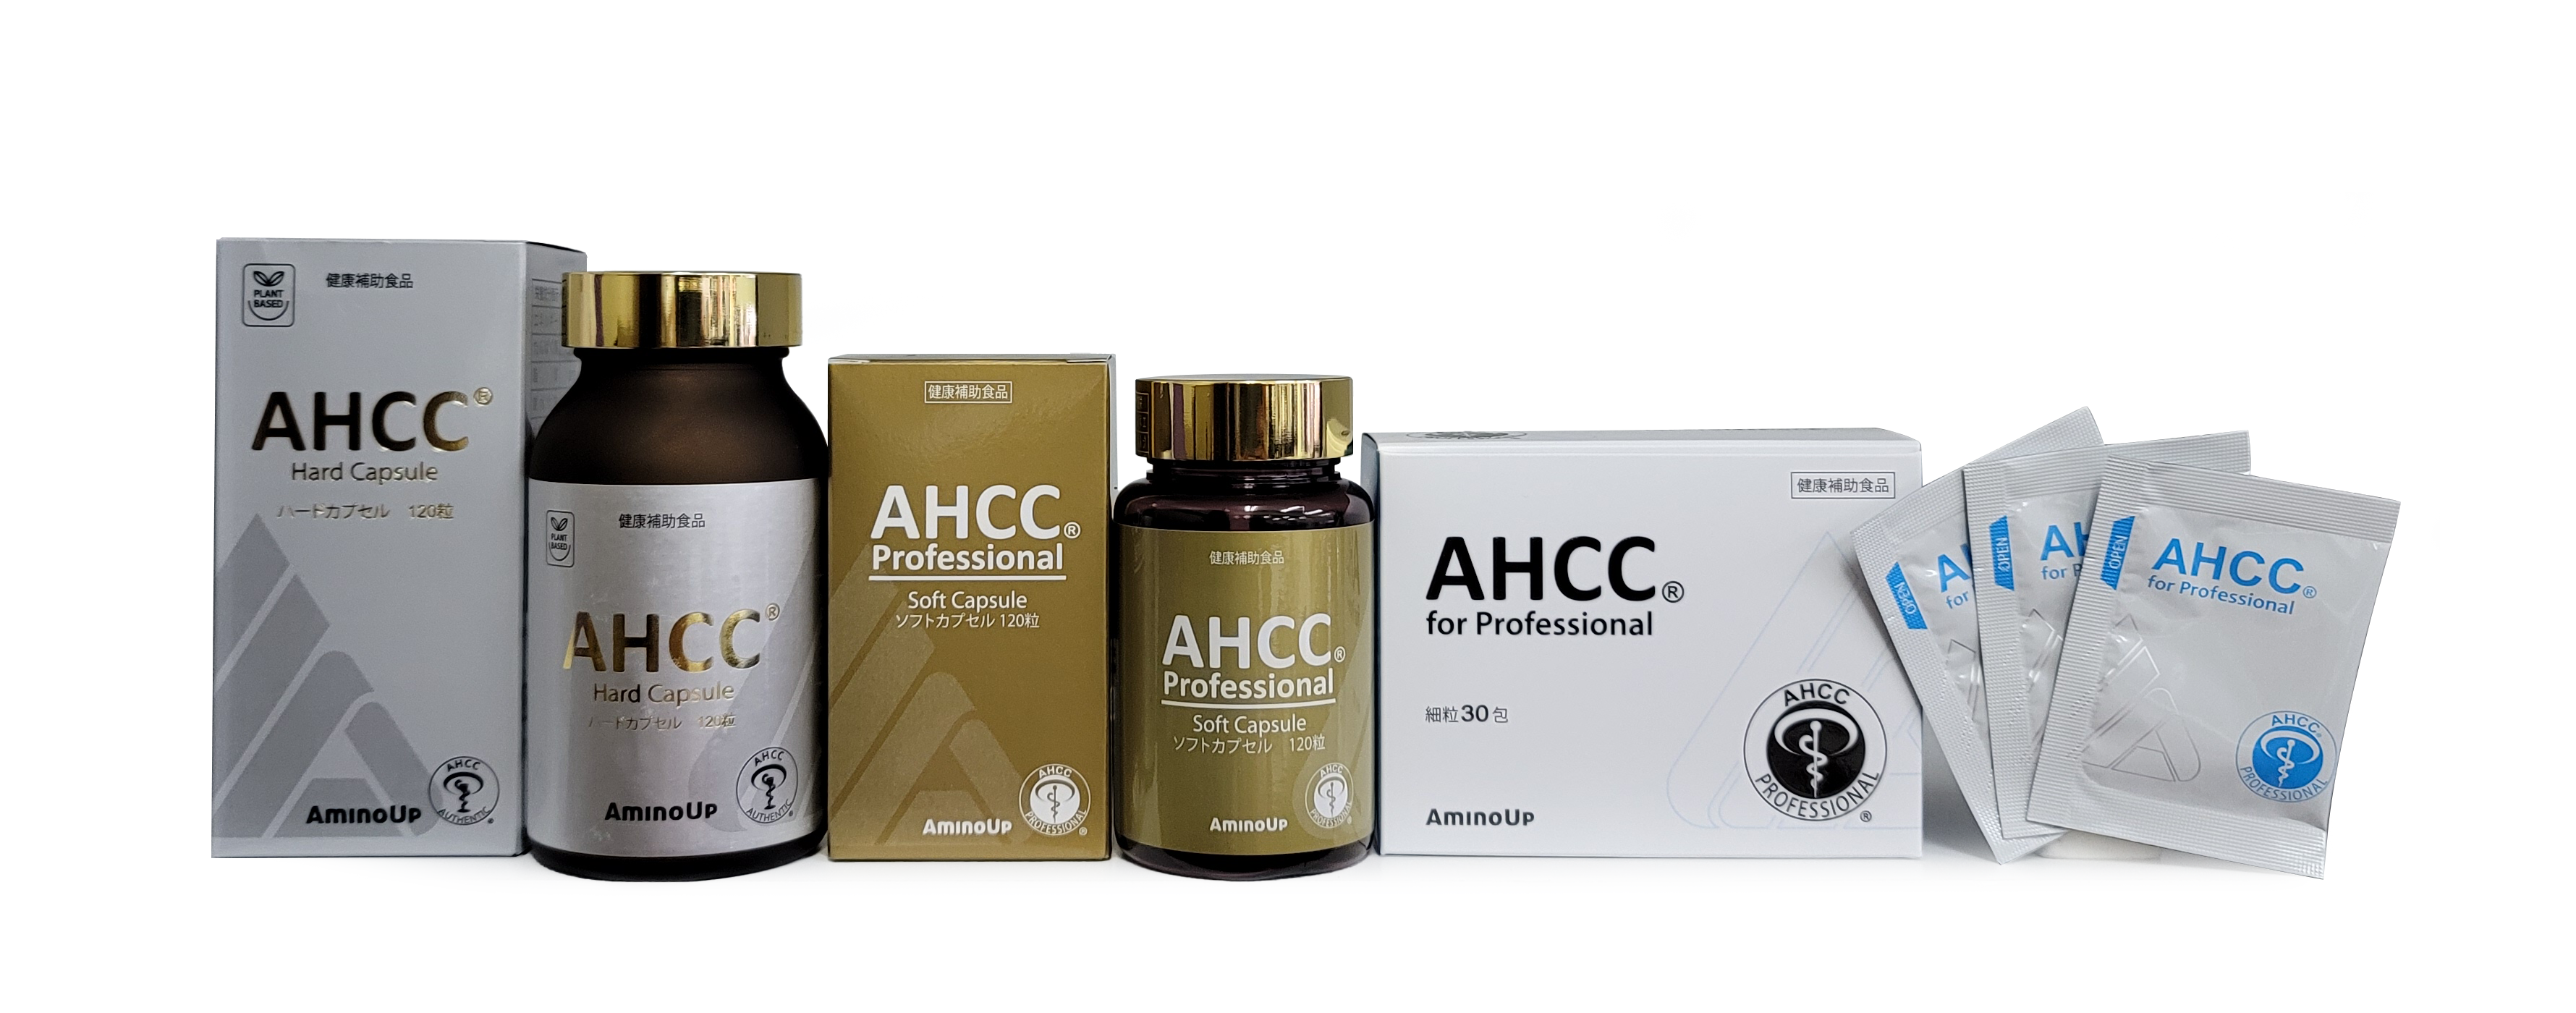 PLANT
BASED
健康補助食品
AHCC®
Hard Capsule
ハードカプセル 120粒
AMINOUP
AHCC
AUTHENTIC
®
PLANT
BASED
健康補助食品
AHCC®
Hard Capsule
ハードカプセル 120粒
AMINOUP
AHCC
AUTHENTIC
®
健康補助食品
AHCC®
Professional
Soft Capsule
ソフトカプセル 120粒
AMINOUP
AHCC
PROFESSIONAL
®
健康補助食品
AHCC®
Professional
Soft Capsule
ソフトカプセル 120粒
AMINOUP
AHCC
PROFESSIONAL
®
健康補助食品
AHCC®
for Professional
細粒30包
AMINOUP
AHCC
PROFESSIONAL
®
OPEN
A
for
OPEN
AH
for P
OPEN
AHCC®
for Professional
AHCC
PROFESSIONAL